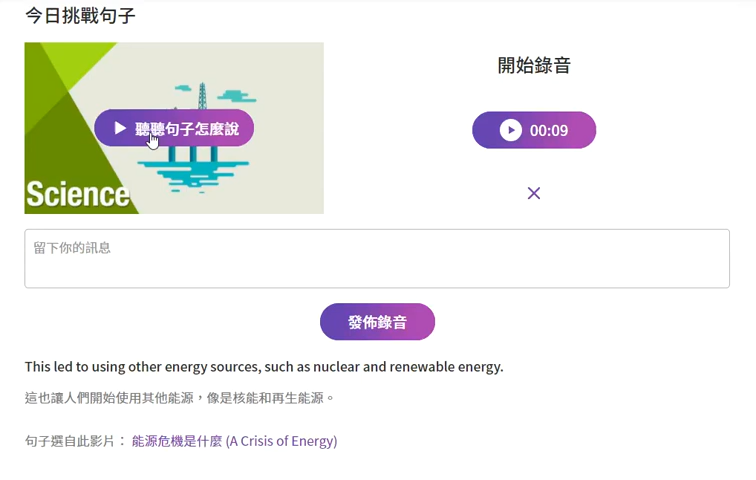 今日挑戰句子
聽聽句子怎麼說
Science
開始錄音
00:09
留下你的訊息
發佈錄音
This led to using other energy sources, such as nuclear and renewable energy.
這也讓人們開始使用其他能源，像是核能和再生能源。
句子選自此影片： 能源危機是什麼 (A Crisis of Energy)